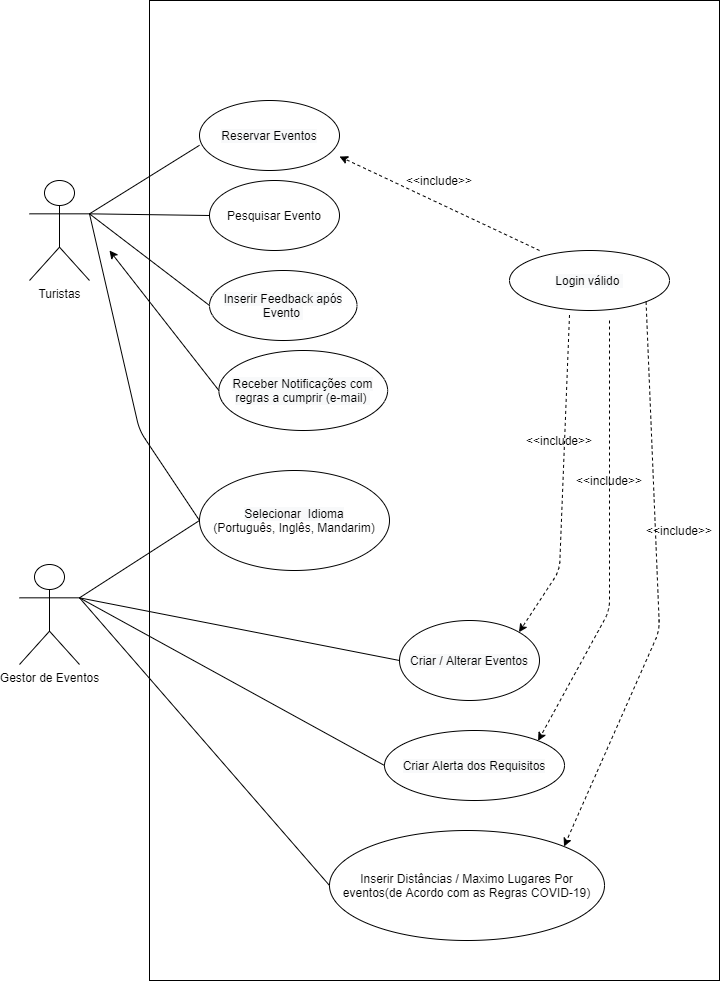 Reservar Eventos
<<include>>
Pesquisar Evento
Login válido
Turistas
Inserir Feedback após
Evento
Receber Notificações com
regras a cumprir (e-mail)
<<include>>
<<include>>
Selecionar Idioma
(Português, Inglês, Mandarim)
<<include>>
Gestor de Eventos
Criar / Alterar Eventos
Criar Alerta dos Requisitos
Inserir Distâncias / Maximo Lugares Por
eventos(de Acordo com as Regras COVID-19)